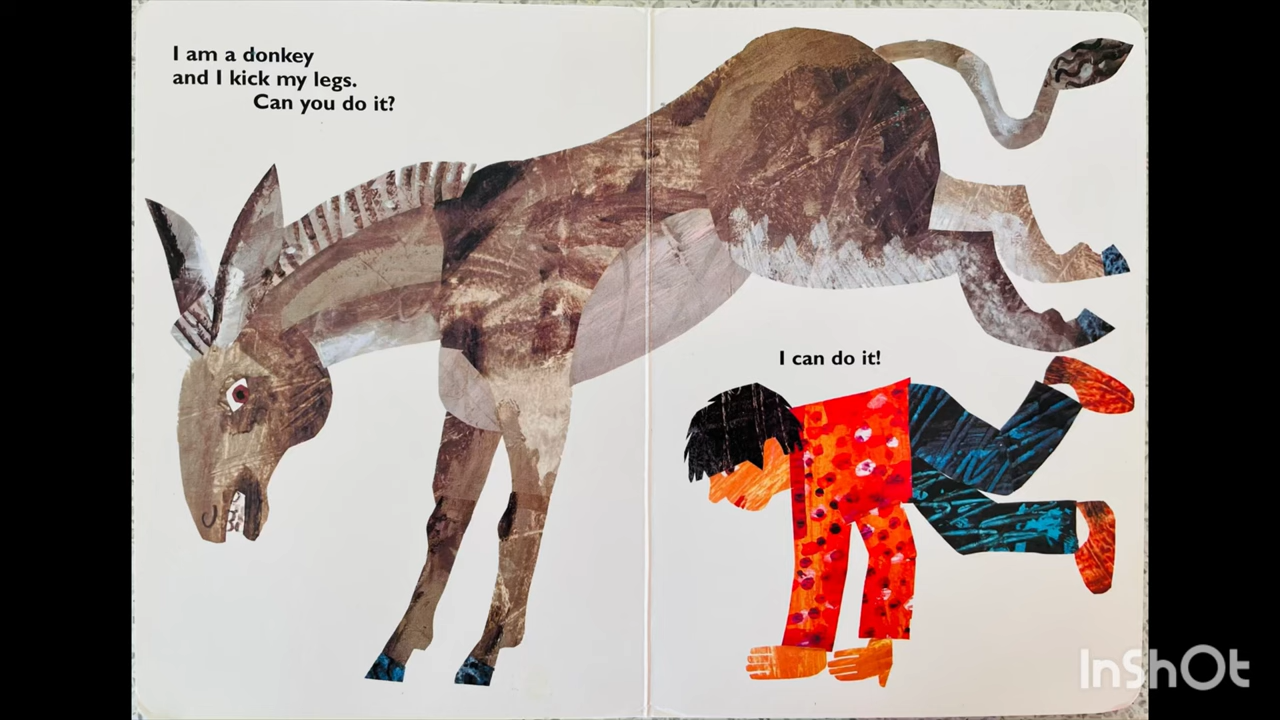 I am a donkey
and I kick my legs.
Can you do it?
I can do it!
InShOt